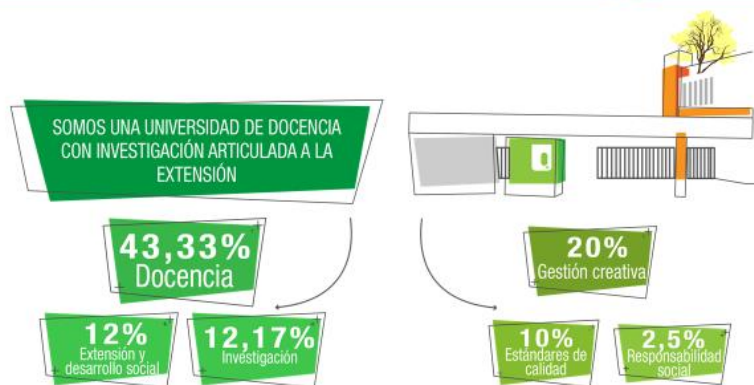 SOMOS UNA UNIVERSIDAD DE DOCENCIA
CON INVESTIGACIÓN ARTICULADA A LA
EXTENSIÓN
43,33%
Docencia
12%
Extensión y
desarrollo social
12,17%
Investigación
20%
Gestión creativa
10%
Estándares de
calidad
2,5%
Responsabilidad
social